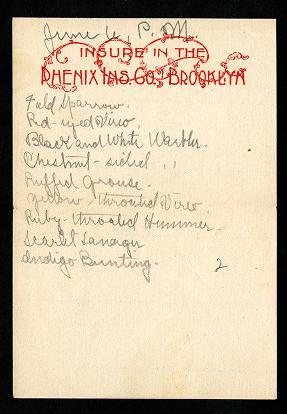 June 6, P.M.
INSURE IN THE
PHENIX INS. CO., BROOKLYN
Field Sparrow.
Red-eyed Vireo
Black and White Warbler.
Chestnut-sided ,,
Ruffed Grouse.
Yellow-throated Vireo.
Ruby-throated Hummer.
Scarlet Tanager
Indigo Bunting. 2